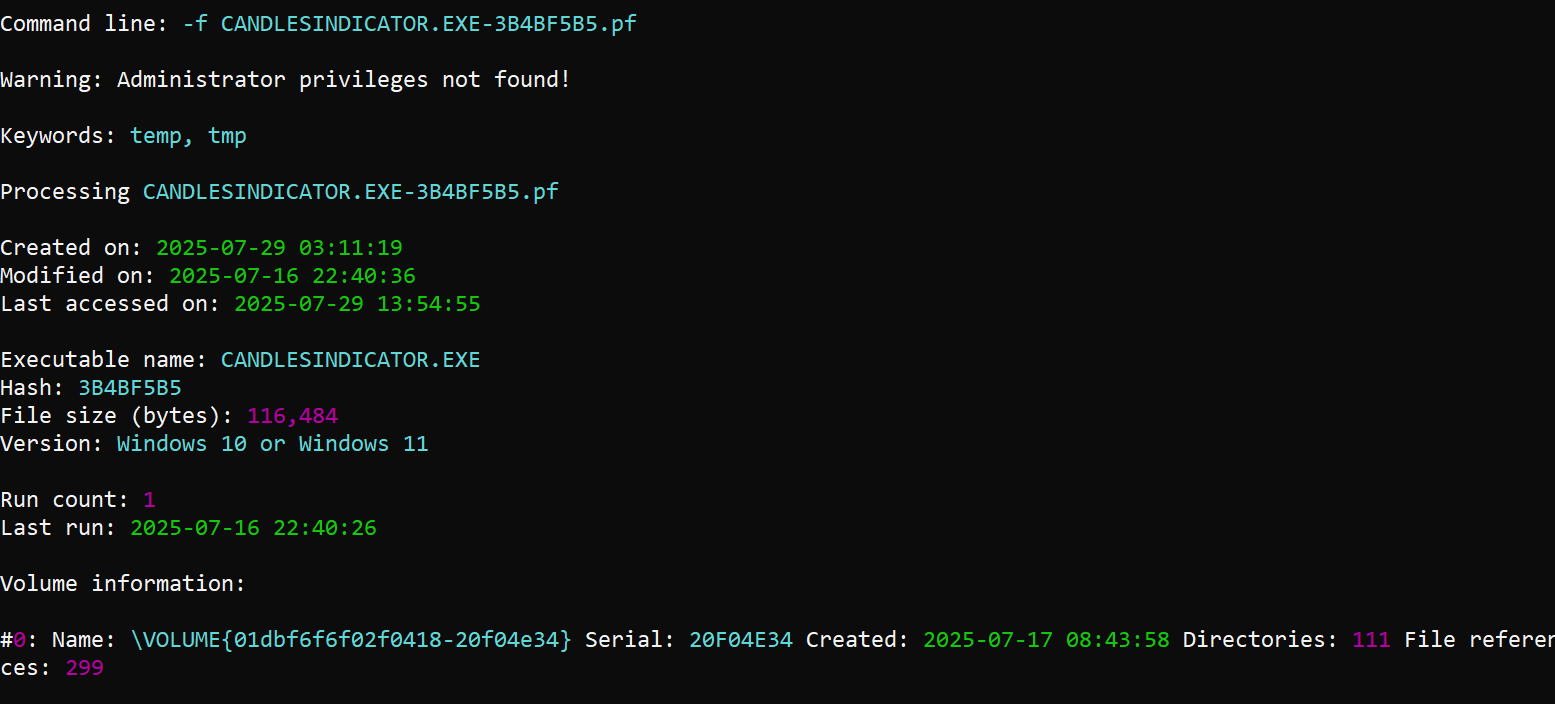 Command line: -f CANDLESINDICATOR.EXE-3B4BF5B5.pf
Warning: Administrator privileges not found!
Keywords: temp, tmp
Processing CANDLESINDICATOR.EXE-3B4BF5B5.pf
Created on: 2025-07-29 03:11:19
Modified on: 2025-07-16 22:40:36
Last accessed on: 2025-07-29 13:54:55
Executable name: CANDLESINDICATOR.EXE
Hash: 3B4BF5B5
File size (bytes): 116,484
Version: Windows 10 or Windows 11
Run count: 1
Last run: 2025-07-16 22:40:26
Volume information:
#0: Name: \VOLUME{01dbf6f6f02f0418-20f04e34} Serial: 20F04E34 Created: 2025-07-17 08:43:58 Directories: 111 File referen
ces: 299